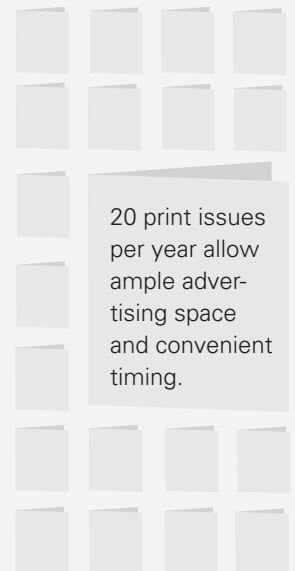 20 print issues
per year allow
ample adver-
tising space
and convenient
timing.